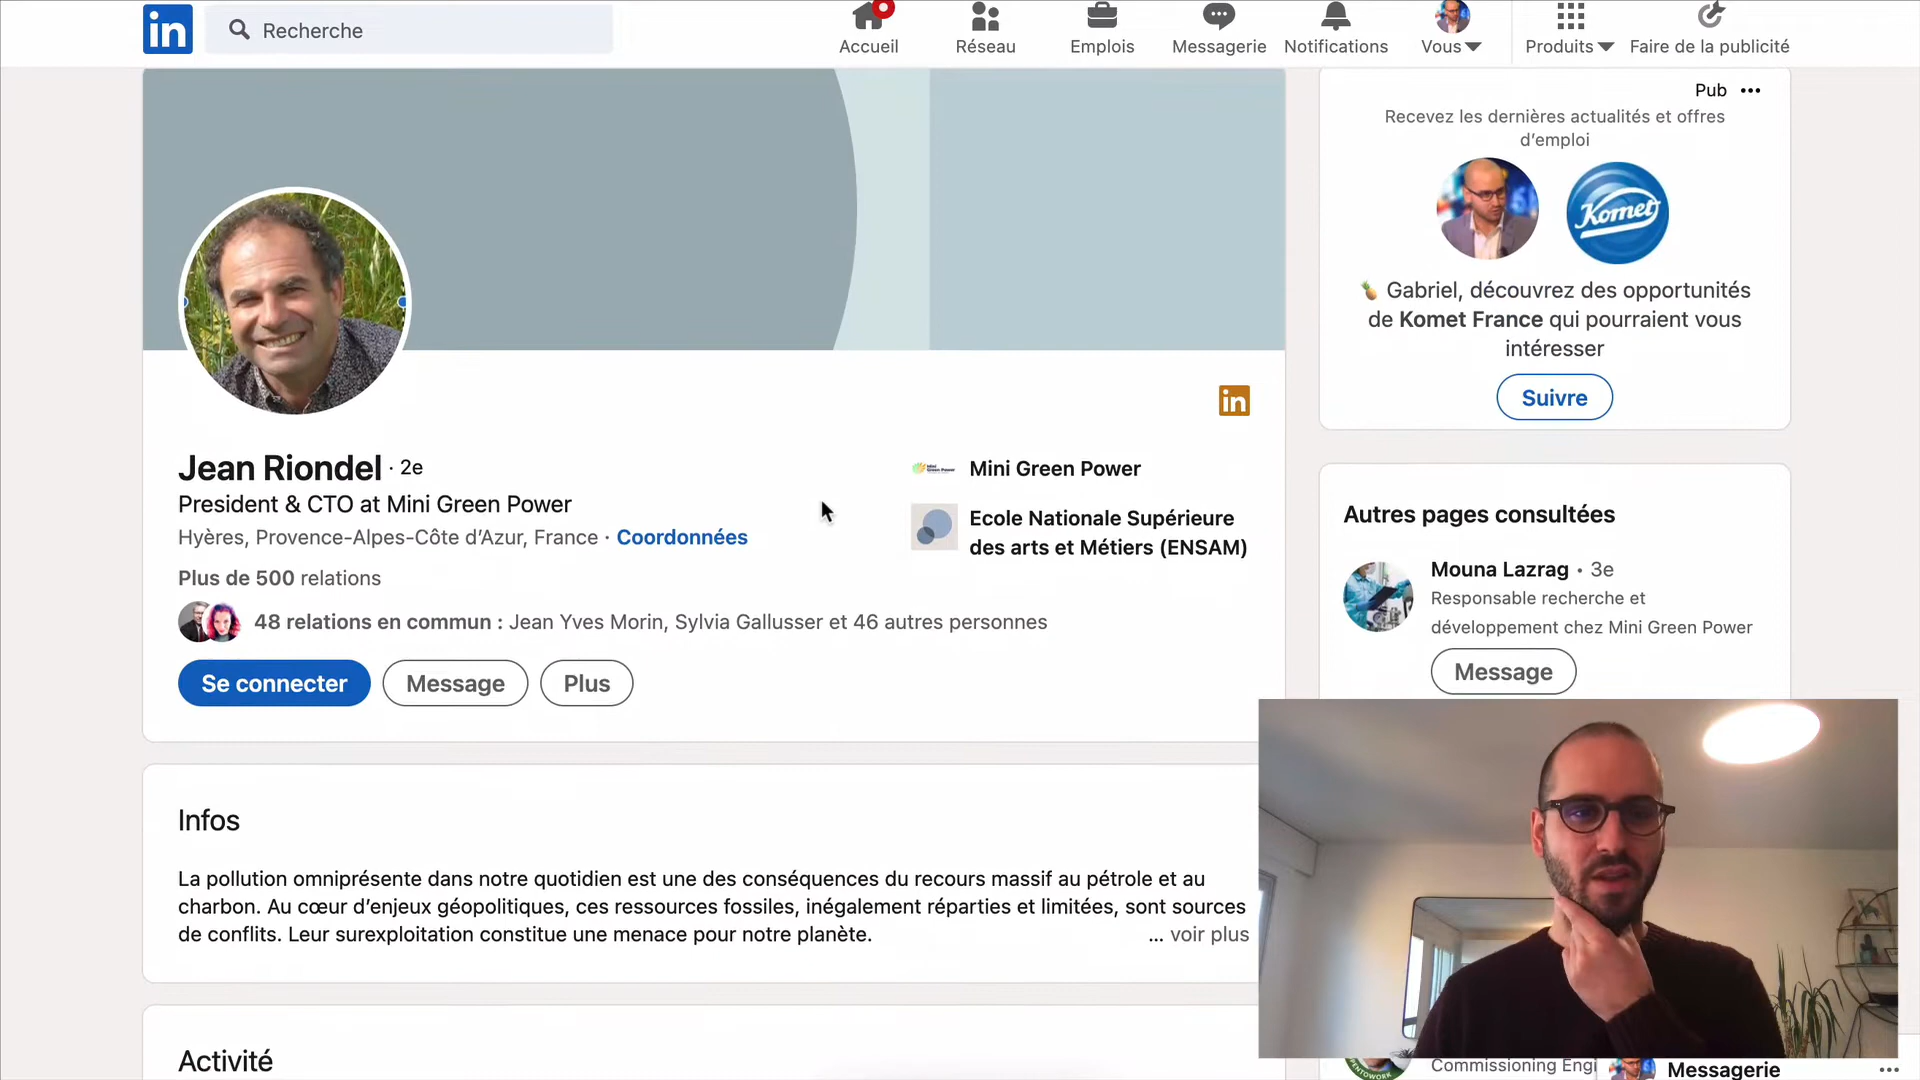 in
Recherche
Accueil
Réseau
Emplois
Messagerie
Notifications
Vous
Produits
Faire de la publicité
Jean Riondel · 2e
President & CTO at Mini Green Power
Hyères, Provence-Alpes-Côte d’Azur, France · Coordonnées
Plus de 500 relations
48 relations en commun : Jean Yves Morin, Sylvia Gallusser et 46 autres personnes
Se connecter
Message
Plus
in
Mini Green Power
Ecole Nationale Supérieure
des arts et Métiers (ENSAM)
Infos
La pollution omniprésente dans notre quotidien est une des conséquences du recours massif au pétrole et au
charbon. Au cœur d’enjeux géopolitiques, ces ressources fossiles, inégalement réparties et limitées, sont sources
de conflits. Leur surexploitation constitue une menace pour notre planète.
... voir plus
Activité
Pub
Recevez les dernières actualités et offres
d’emploi
Komet
Gabriel, découvrez des opportunités
de Komet France qui pourraient vous
intéresser
Suivre
Autres pages consultées
Mouna Lazrag · 3e
Responsable recherche et
développement chez Mini Green Power
Message
Commissioning Engi
Messagerie